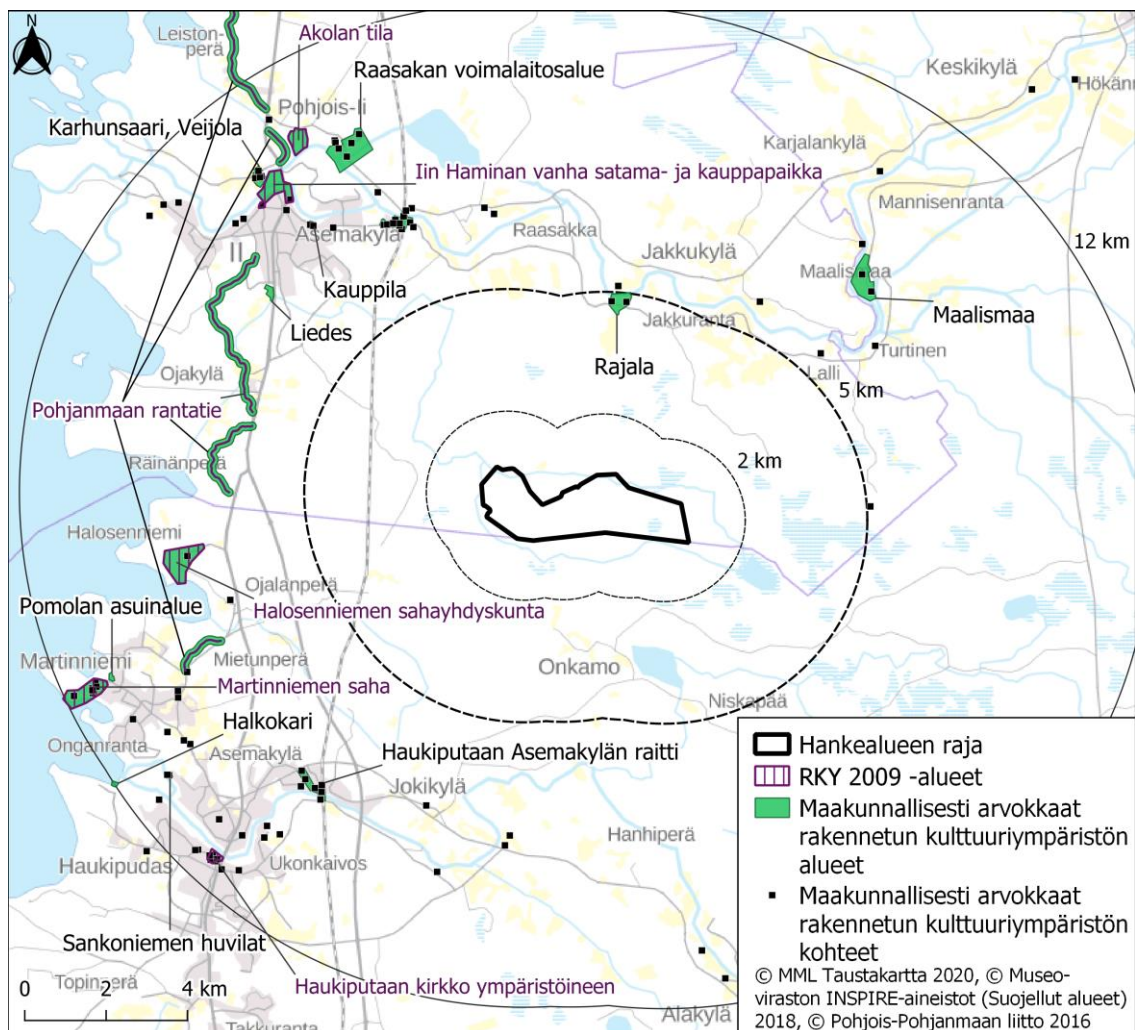 N
Leiston-
perä
Akolan tila
Raasakan voimalaitosalue
Pohjois-Ii
Keskikylä
Karhunsaari, Veijola
Karjalankylä
Iin Haminan vanha satama- ja kauppapaikka
Mannisenranta
Asemakylä
Raasakka
II
Jakkukylä
12 km
Maalismaa
Kauppila
Maalismaa
Liedes
Jakkuranta
Turtinen
Rajala
Lalli
Ojakylä
5 km
Pohjanmaan rantatie
Räinänperä
2 km
Halosenniemi
Ojalanperä
Pomolan asuinalue
Halosenniemen sahayhdyskunta
Martinniemi
Mietunperä
Onkamo
Martinniemen saha
Niskapää
Halkokari
Onganranta
Asemakylä
Haukiputaan Asemakylän raitti
Jokikylä
Hanhiperä
Haukipudas
Ukonkaivos
Sankoniemen huvilat
Topinperä
Haukiputaan kirkko ympäristöineen
0 2 4 km
Takkuranta
Alakylä
Hankealueen raja
RKY 2009 -alueet
Maakunnallisesti arvokkaat
rakennetun kulttuuriympäristön
alueet
Maakunnallisesti arvokkaat
rakennetun kulttuuriympäristön
kohteet
© MML Taustakartta 2020, © Museo-
viraston INSPIRE-aineistot (Suojellut alueet)
2018, © Pohjois-Pohjanmaan liitto 2016